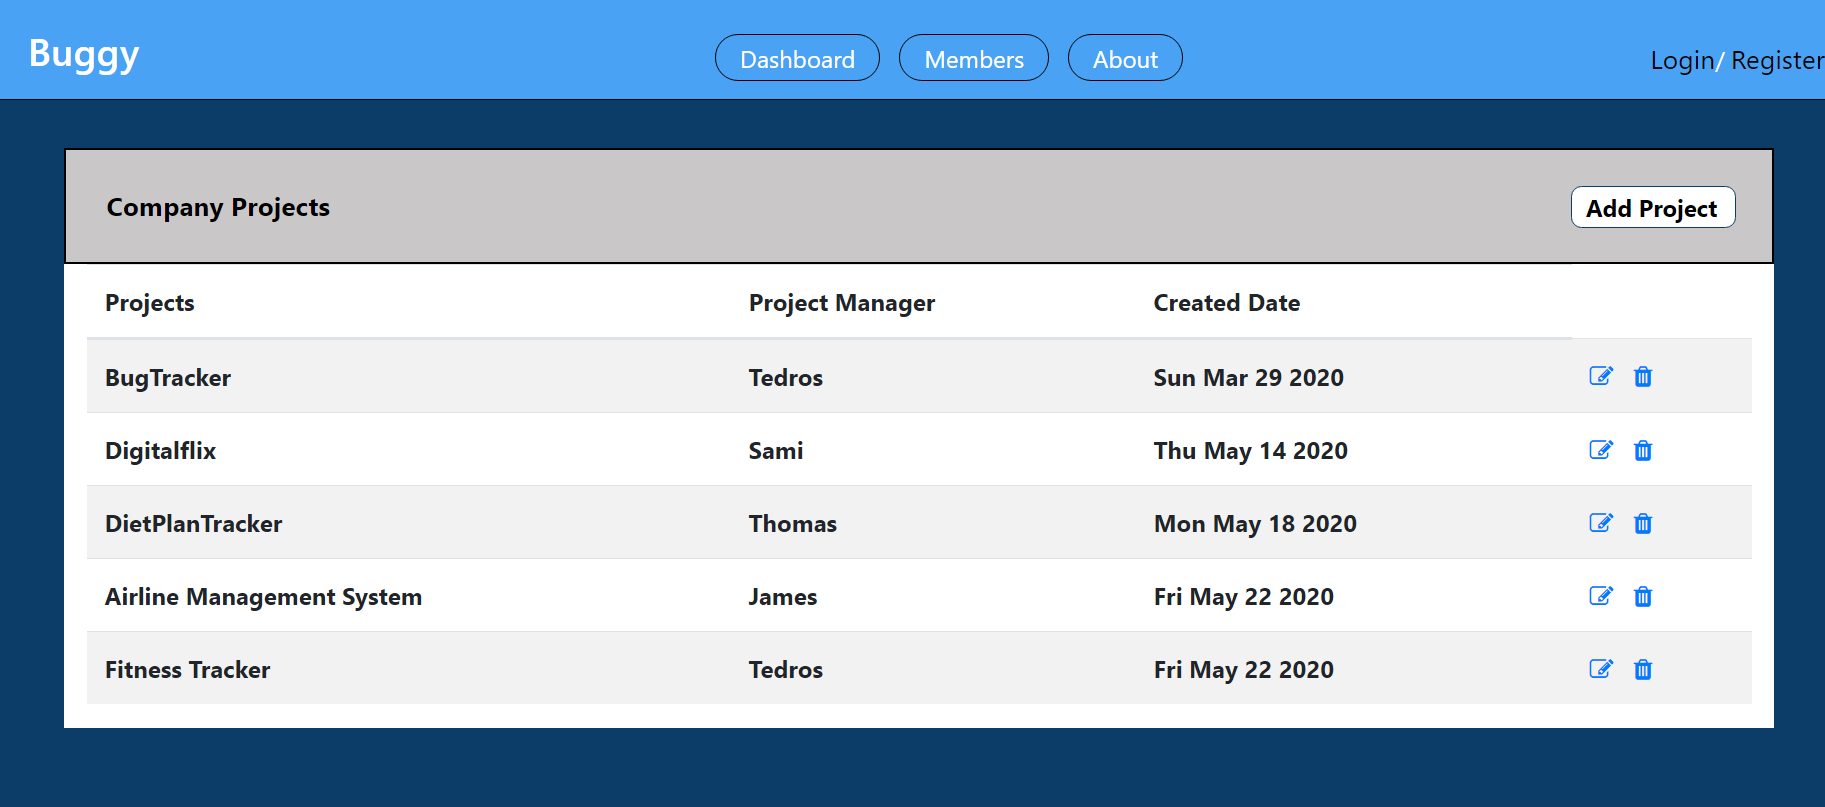 Buggy Dashboard Members About Login/ Register
Company Projects Add Project
Projects Project Manager Created Date
BugTracker Tedros Sun Mar 29 2020
Digitalflix Sami Thu May 14 2020
DietPlanTracker Thomas Mon May 18 2020
Airline Management System James Fri May 22 2020
Fitness Tracker Tedros Fri May 22 2020